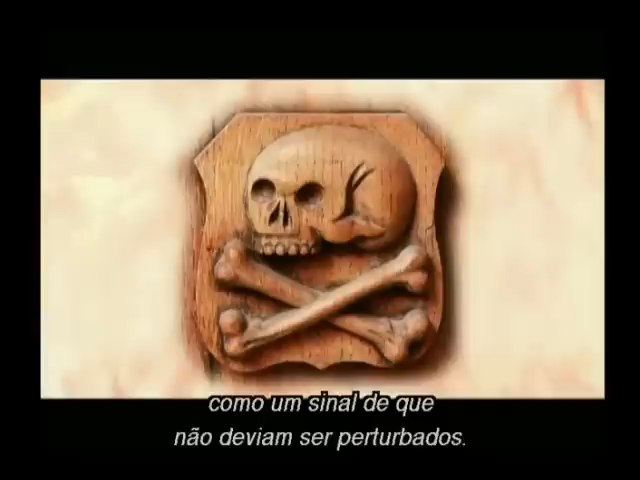 como um sinal de que
não deviam ser perturbados.